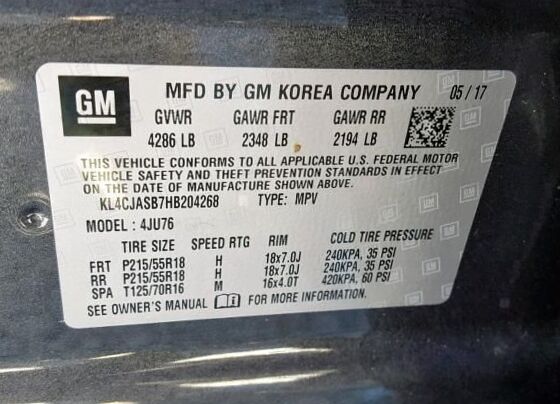 GM MFD BY GM KOREA COMPANY 05/17
GVWR GAWR FRT GAWR RR
4286 LB 2348 LB 2194 LB
THIS VEHICLE CONFORMS TO ALL APPLICABLE U.S. FEDERAL MOTOR
VEHICLE SAFETY AND THEFT PREVENTION STANDARDS IN EFFECT
ON THE DATE OF MANUFACTURE SHOWN ABOVE.
KL4CJASB7HB204268 TYPE: MPV
MODEL: 4JU76
TIRE SIZE SPEED RTG RIM COLD TIRE PRESSURE
FRT P215/55R18 H 18x7.0J 240KPA, 35 PSI
RR P215/55R18 H 18x7.0J 240KPA, 35 PSI
SPA T125/70R16 M 16x4.0T 420KPA, 60 PSI
SEE OWNER'S MANUAL FOR MORE INFORMATION.